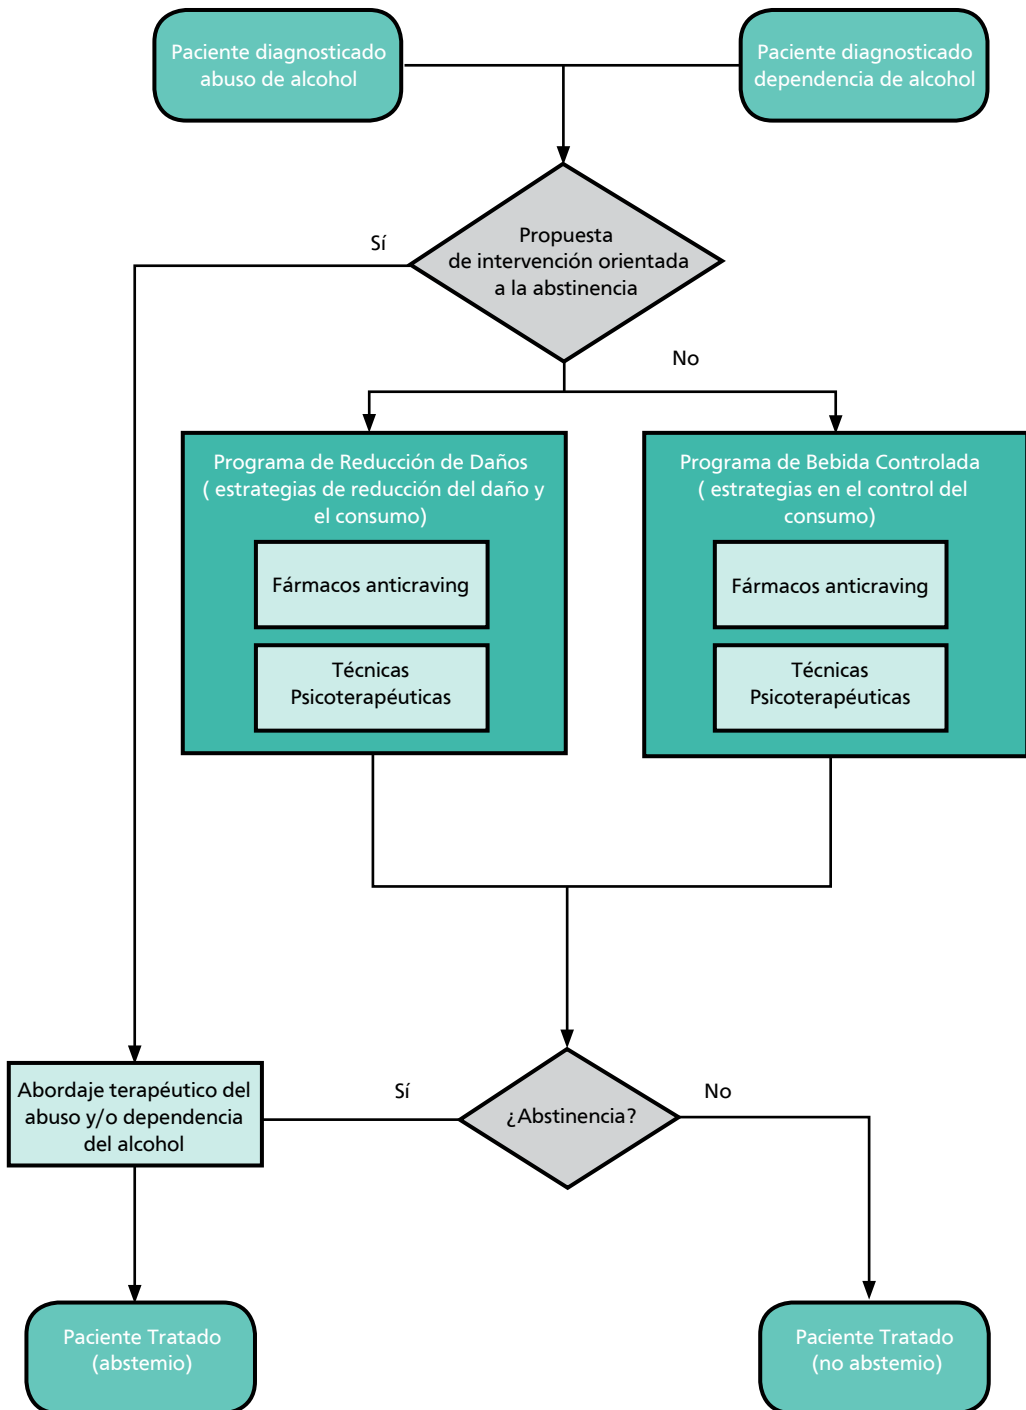 Paciente diagnosticado
abuso de alcohol
Paciente diagnosticado
dependencia de alcohol
Propuesta
de intervención orientada
a la abstinencia
Sí
No
Programa de Reducción de Daños
( estrategias de reducción del daño y
el consumo)
Fármacos anticraving
Técnicas
Psicoterapéuticas
Programa de Bebida Controlada
( estrategias en el control del
consumo)
Fármacos anticraving
Técnicas
Psicoterapéuticas
Abordaje terapéutico del
abuso y/o dependencia
del alcohol
Sí
¿Abstinencia?
No
Paciente Tratado
(abstemio)
Paciente Tratado
(no abstemio)